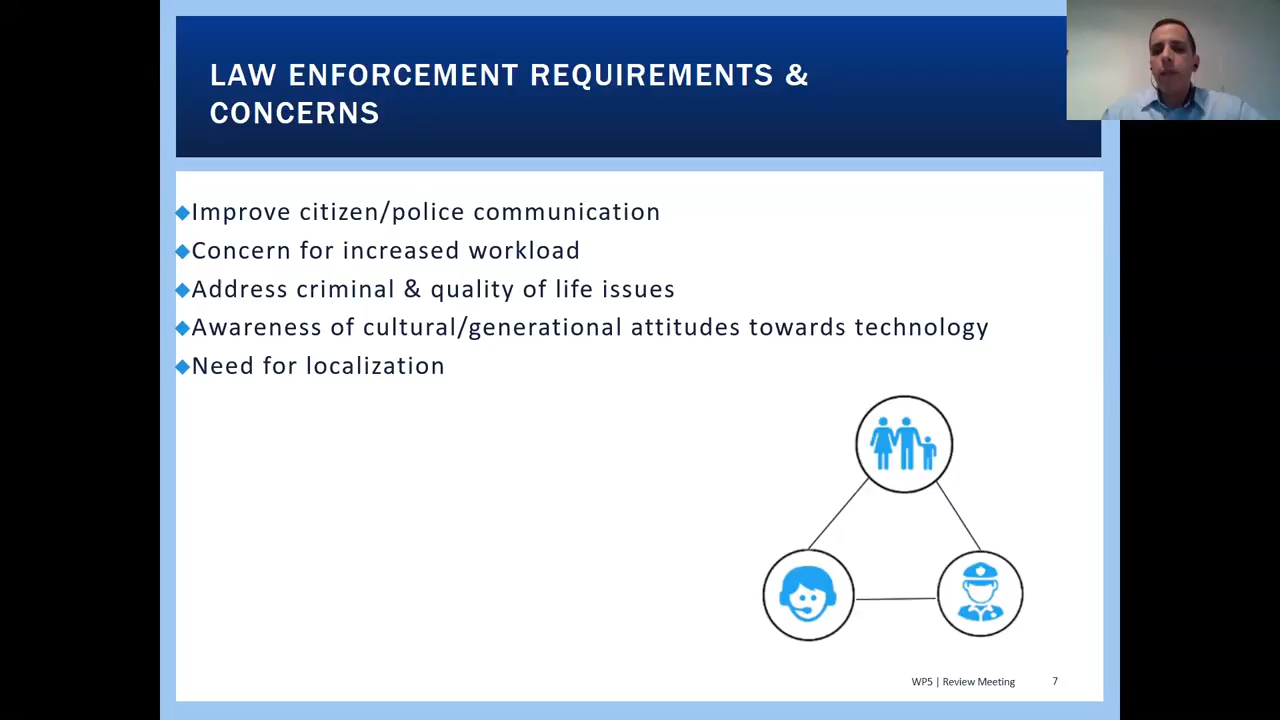 LAW ENFORCEMENT REQUIREMENTS &
CONCERNS
Improve citizen/police communication
Concern for increased workload
Address criminal & quality of life issues
Awareness of cultural/generational attitudes towards technology
Need for localization
WP5 | Review Meeting 7